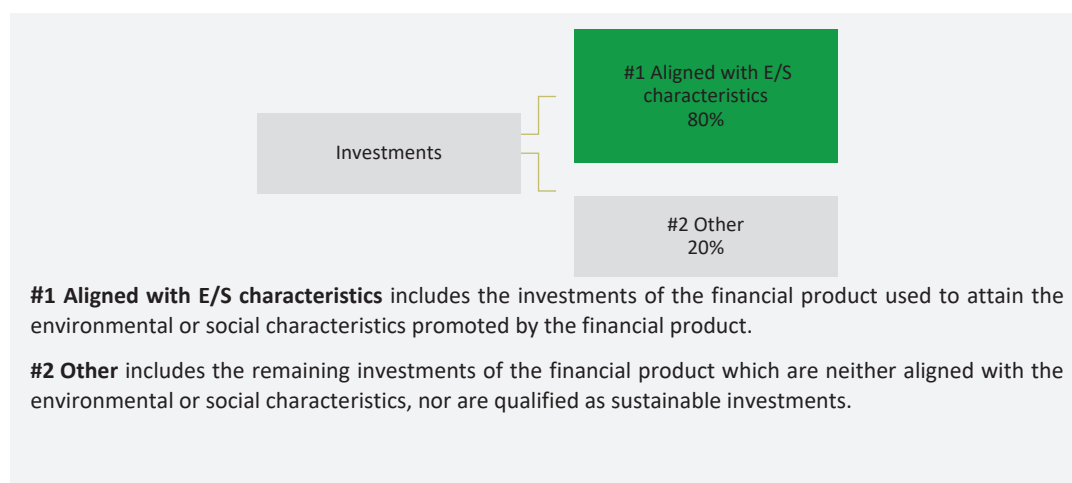 #1 Aligned with E/S
characteristics
80%
Investments
#2 Other
20%
#1 Aligned with E/S characteristics includes the investments of the financial product used to attain the
environmental or social characteristics promoted by the financial product.
#2 Other includes the remaining investments of the financial product which are neither aligned with the
environmental or social characteristics, nor are qualified as sustainable investments.